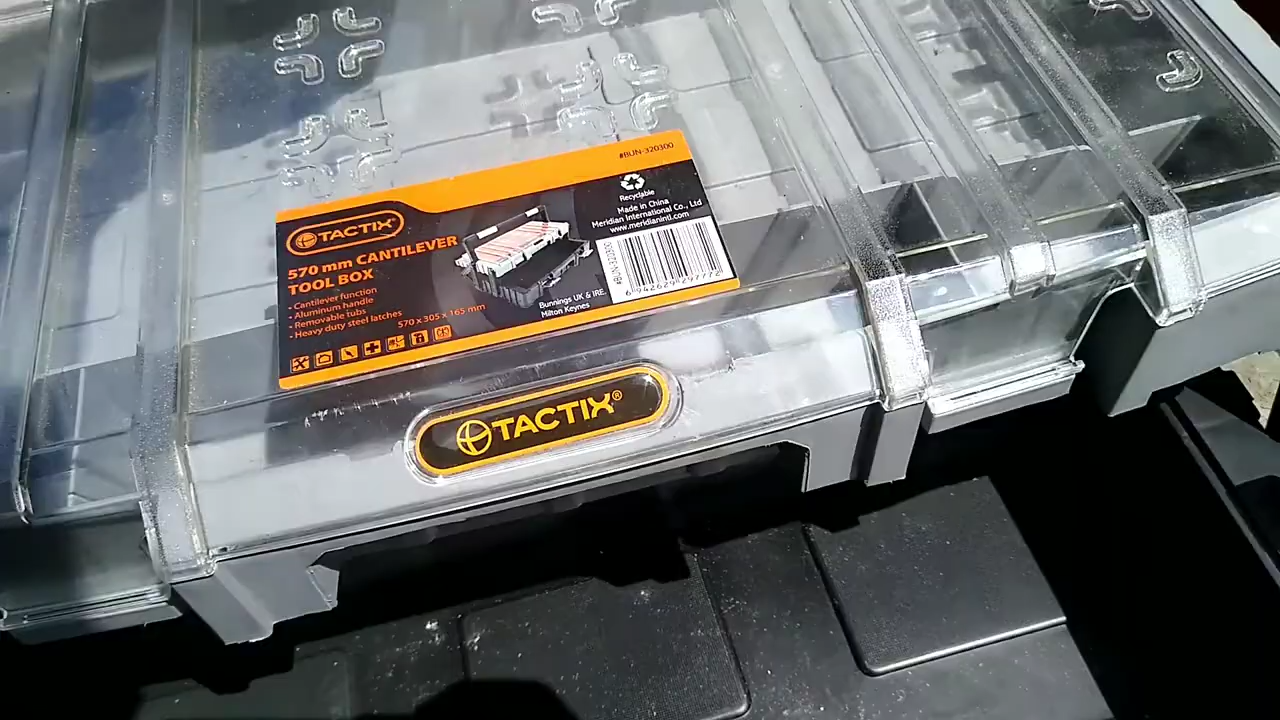 #BUN-320300
TACTIX®
570 mm CANTILEVER
TOOL BOX
- Cantilever function
- Aluminum handle
- Removable tubs
- Heavy duty steel latches
570 x 305 x 165 mm
Recyclable
Made in China
Meridian International Co., Ltd
www.meridianintl.com
#BUN-320300
Bunnings UK & IRE.
Milton Keynes
TACTIX®